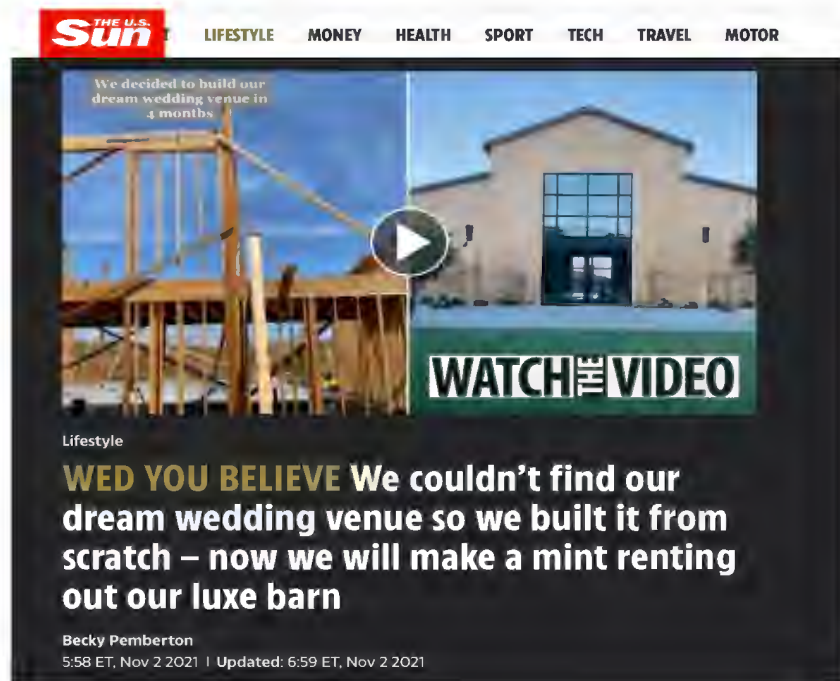 THE U.S.
Sun
LIFESTYLE MONEY HEALTH SPORT TECH TRAVEL MOTOR
We decided to build our
dream wedding venue in
4 months
WATCH THE VIDEO
Lifestyle
WED YOU BELIEVE We couldn't find our
dream wedding venue so we built it from
scratch – now we will make a mint renting
out our luxe barn
Becky Pemberton
5:58 ET, Nov 2 2021 | Updated: 6:59 ET, Nov 2 2021